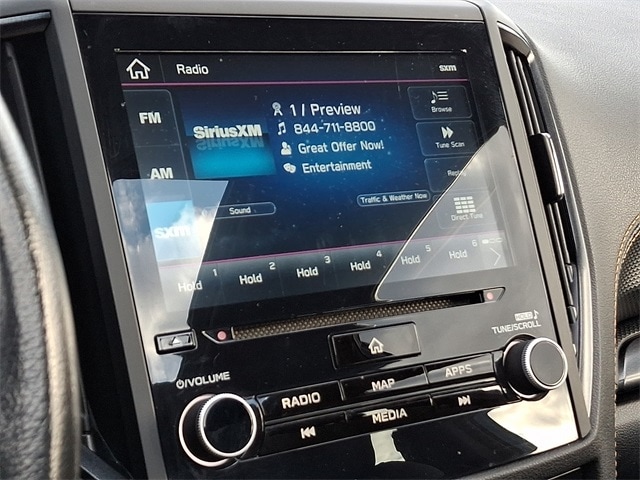 Radio
sxm
FM
AM
sxm
SiriusXM
1 / Preview
844-711-8800
Great Offer Now!
Entertainment
Browse
Tune Scan
Replay
Direct Tune
Sound
Traffic & Weather Now
1
Hold
2
Hold
3
Hold
4
Hold
5
Hold
6
Hold
HOLD
TUNE/SCROLL
VOLUME
RADIO
MAP
APPS
MEDIA